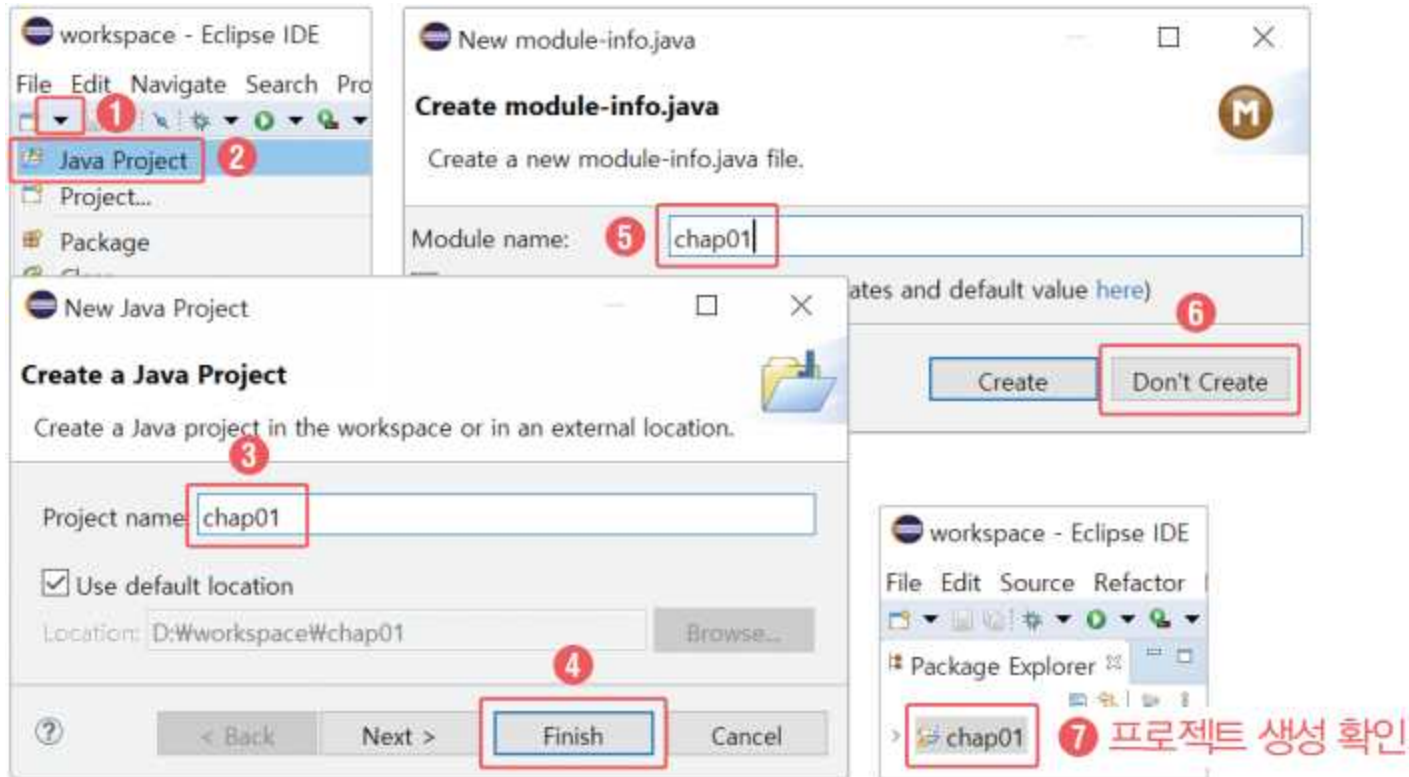 workspace - Eclipse IDE
File Edit Navigate Search Pro
1
Java Project 2
Project...
Package
New module-info.java
Create module-info.java
Create a new module-info.java file.
Module name: 5 chap01
ates and default value here)
6
Create Don't Create
New Java Project
Create a Java Project
Create a Java project in the workspace or in an external location.
3
Project name chap01
Use default location
Location: D:₩workspace₩chap01 Browse...
4
< Back Next > Finish Cancel
workspace - Eclipse IDE
File Edit Source Refactor
Package Explorer
chap01 7 프로젝트 생성 확인